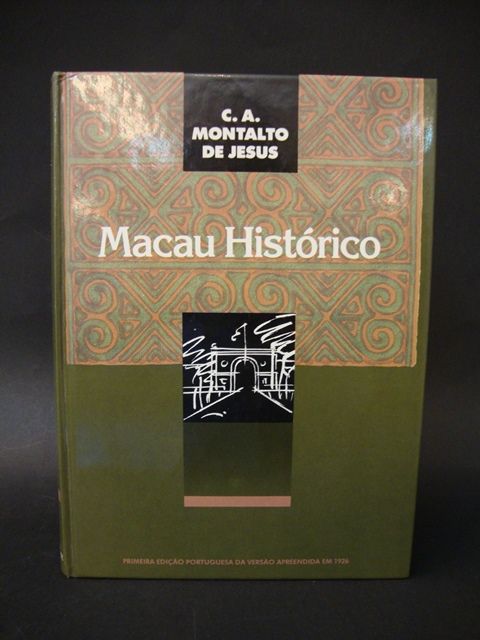 C. A.
MONTALTO
DE JESUS
Macau Histórico
PRIMEIRA EDIÇÃO PORTUGUESA DA VERSÃO APREENDIDA EM 1926